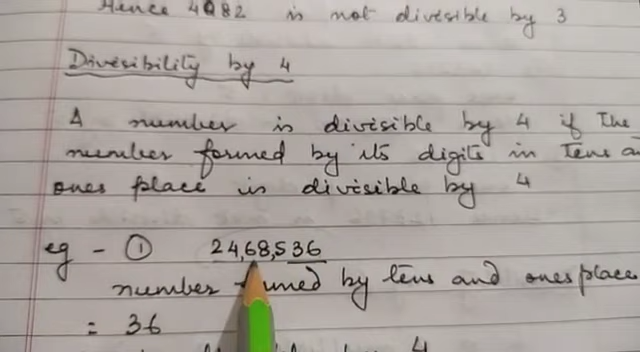 Hence 4082 is not divisible by 3
Divisibility by 4
A number is divisible by 4 if the
number formed by its digits in Tens
ones place is divisible by 4
eg - ① 24,68,536
number by tens and ones place
= 36
4